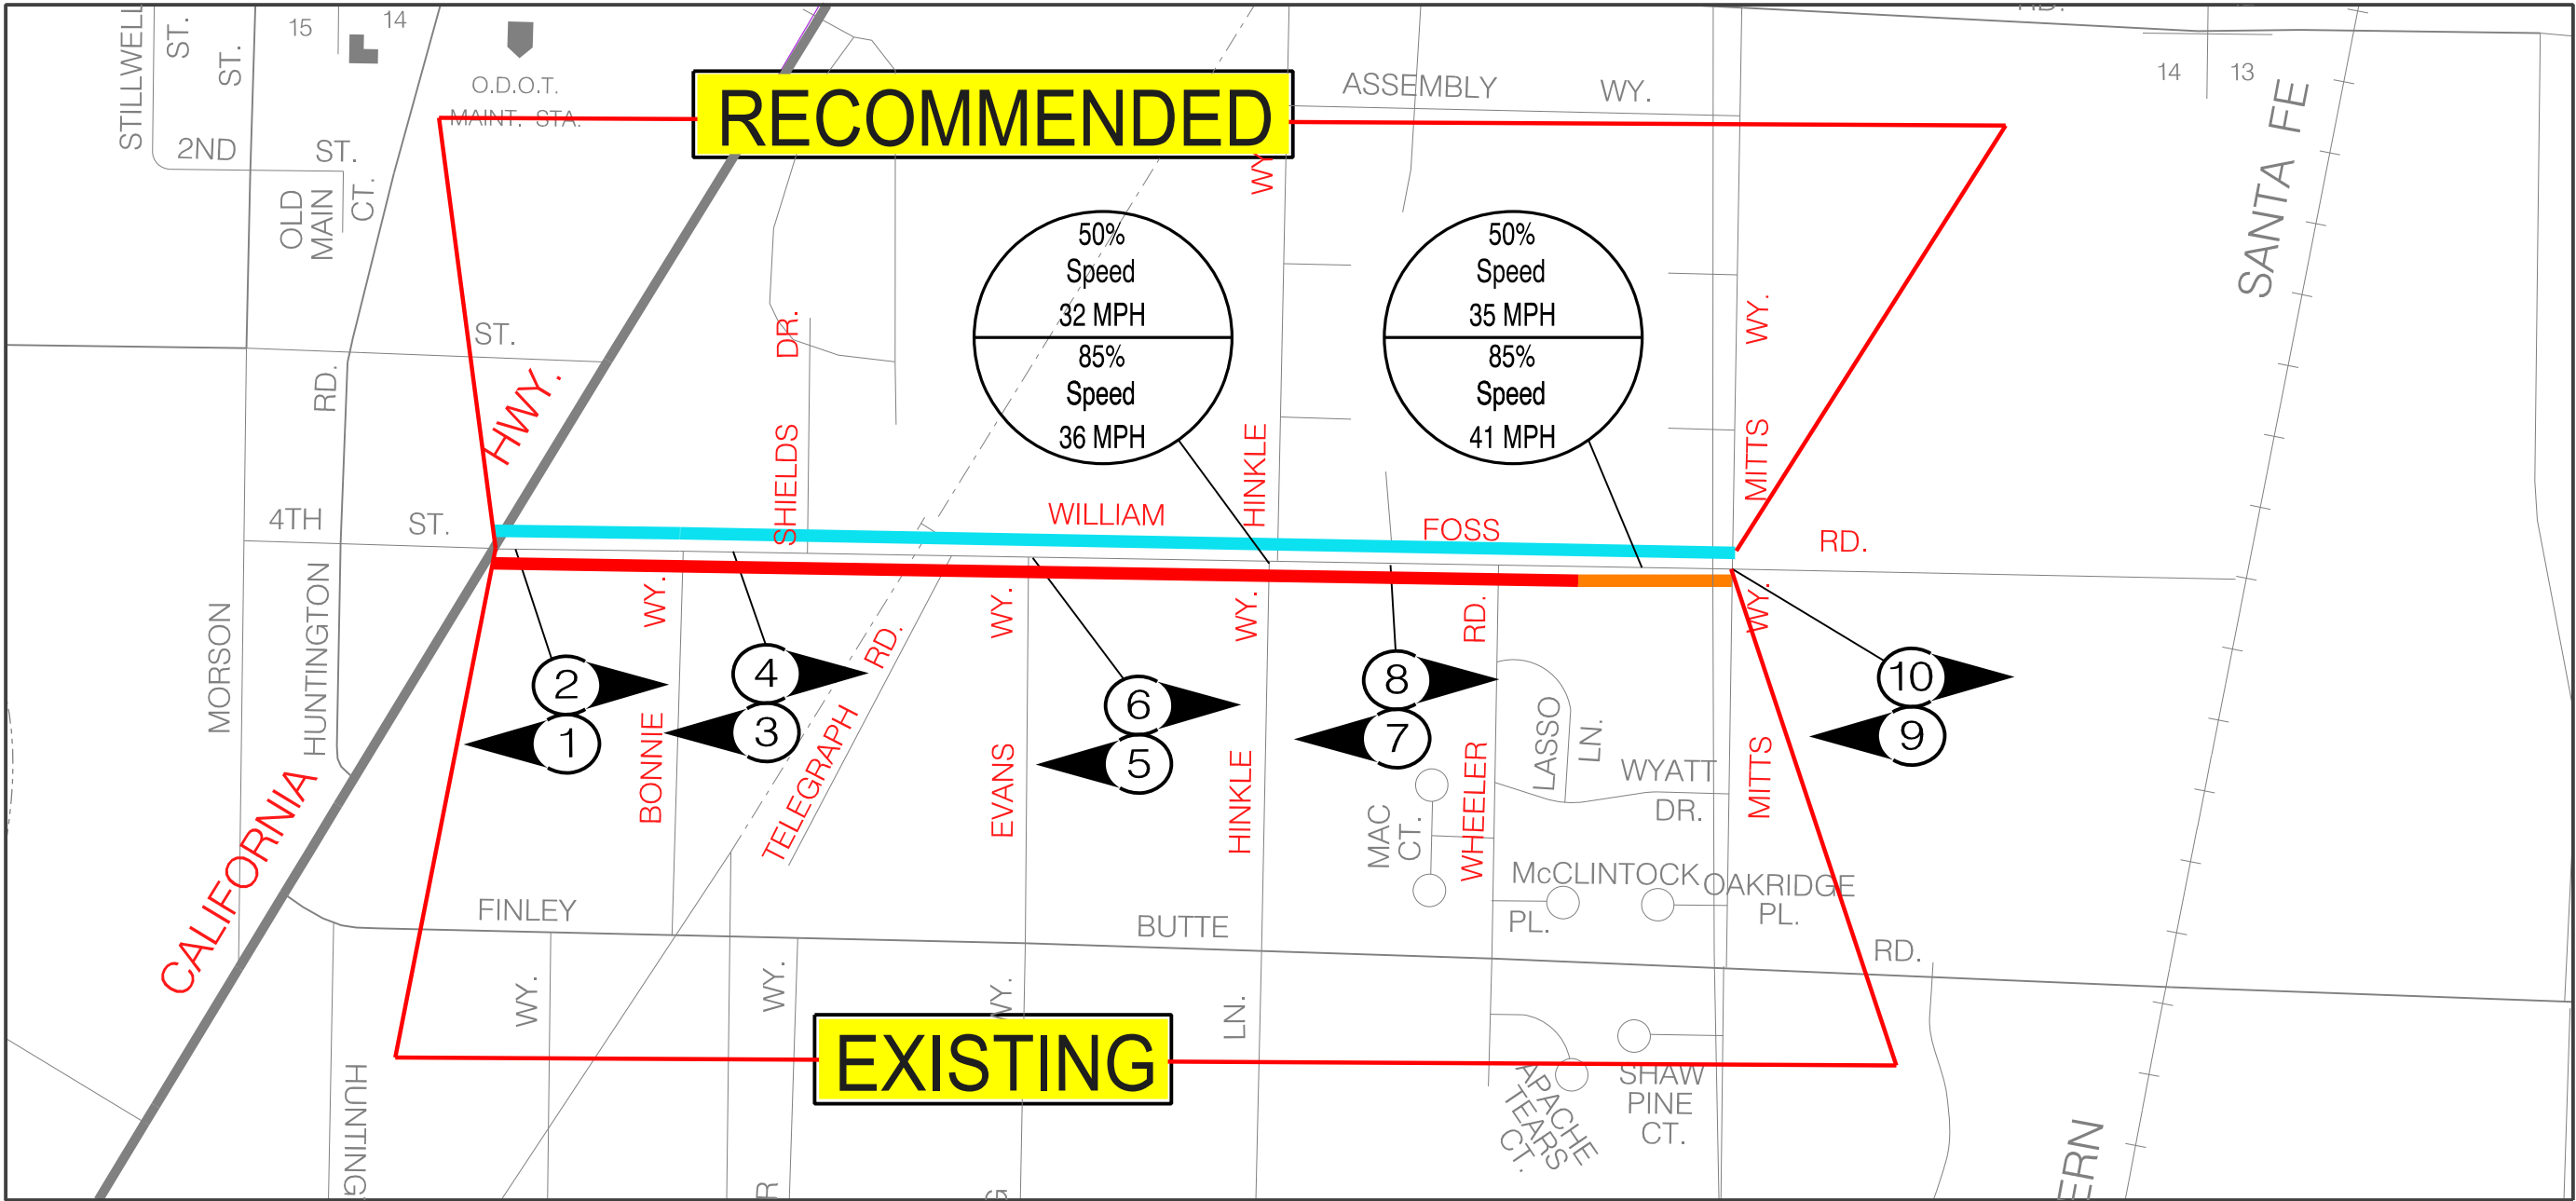 STILLWELL
ST.
ST.
15
14
O.D.O.T.
MAINT. STA.
2ND
ST.
OLD
MAIN
CT.
RECOMMENDED
ASSEMBLY
WY.
14
13
RD.
SANTA FE
WY
50%
Speed
32 MPH
85%
Speed
36 MPH
50%
Speed
35 MPH
85%
Speed
41 MPH
ST.
RD.
HWY.
SHIELDS DR.
HINKLE
MITTS WY.
4TH
ST.
WILLIAM
FOSS
RD.
MORSON
HUNTINGTON
CALIFORNIA
BONNIE WY.
TELEGRAPH RD.
EVANS WY.
HINKLE WY.
WHEELER RD.
MITTS WY.
2
1
4
3
6
5
8
7
10
9
LASSO
LN.
WYATT
DR.
MAC
CT.
McCLINTOCK
PL.
OAKRIDGE
PL.
FINLEY
BUTTE
RD.
WY.
WY.
WY.
LN.
EXISTING
HUNTING
APACHE
TEARS
CT.
SHAW
PINE
CT.
ERN